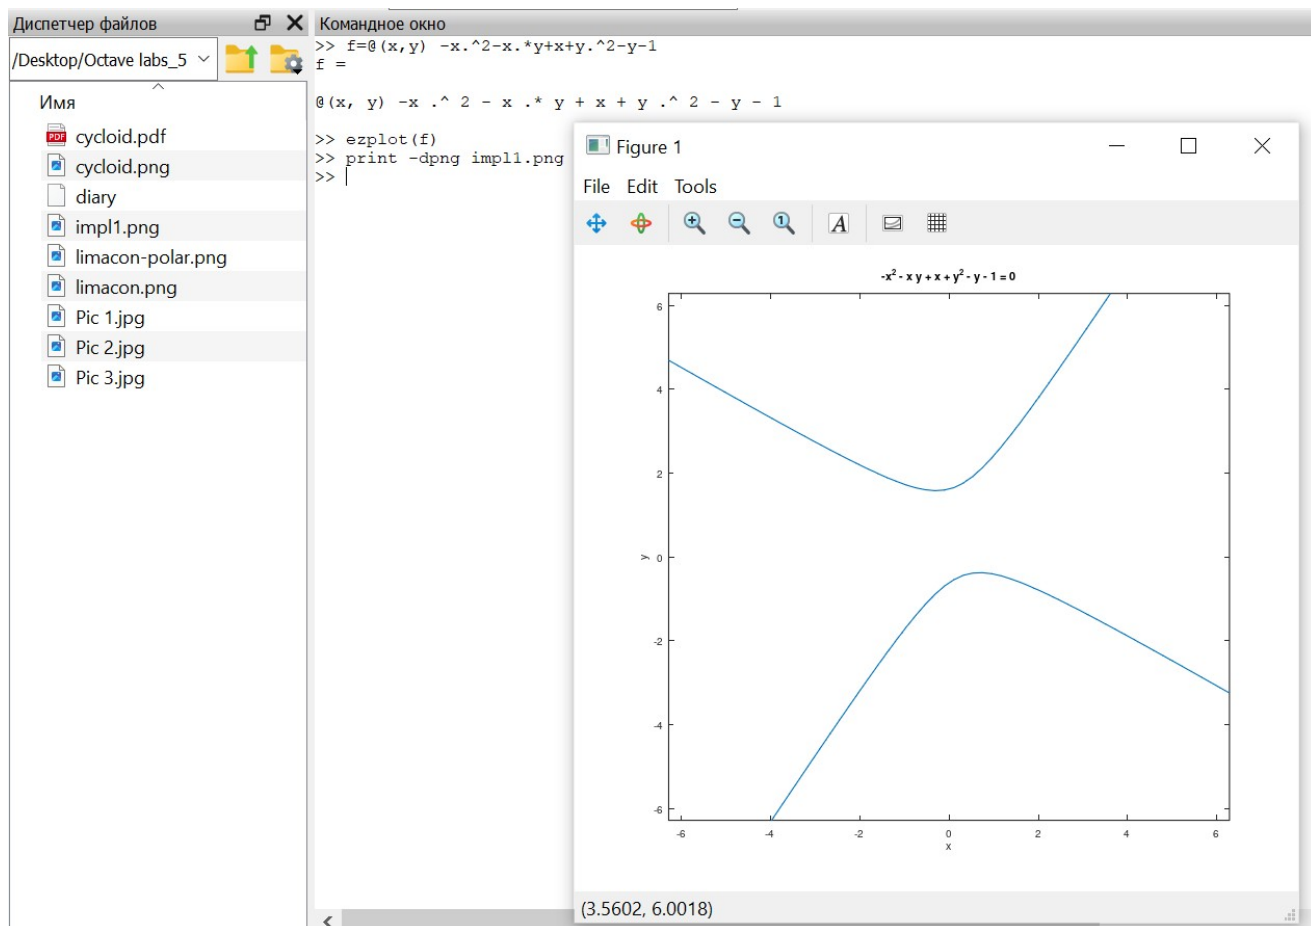 Диспетчер файлов
/Desktop/Octave labs_5
Имя
cycloid.pdf
cycloid.png
diary
impl1.png
limacon-polar.png
limacon.png
Pic 1.jpg
Pic 2.jpg
Pic 3.jpg
Командное окно
>> f=@(x,y) -x.^2-x.*y+x+y.^2-y-1
f =
@(x, y) -x .^ 2 - x .* y + x + y .^ 2 - y - 1
>> ezplot(f)
>> print -dpng impl1.png
>>
Figure 1
File Edit Tools
-x² - x y + x + y² - y - 1 = 0
6
4
2
y 0
-2
-4
-6
-6 -4 -2 0 2 4 6
x
(3.5602, 6.0018)